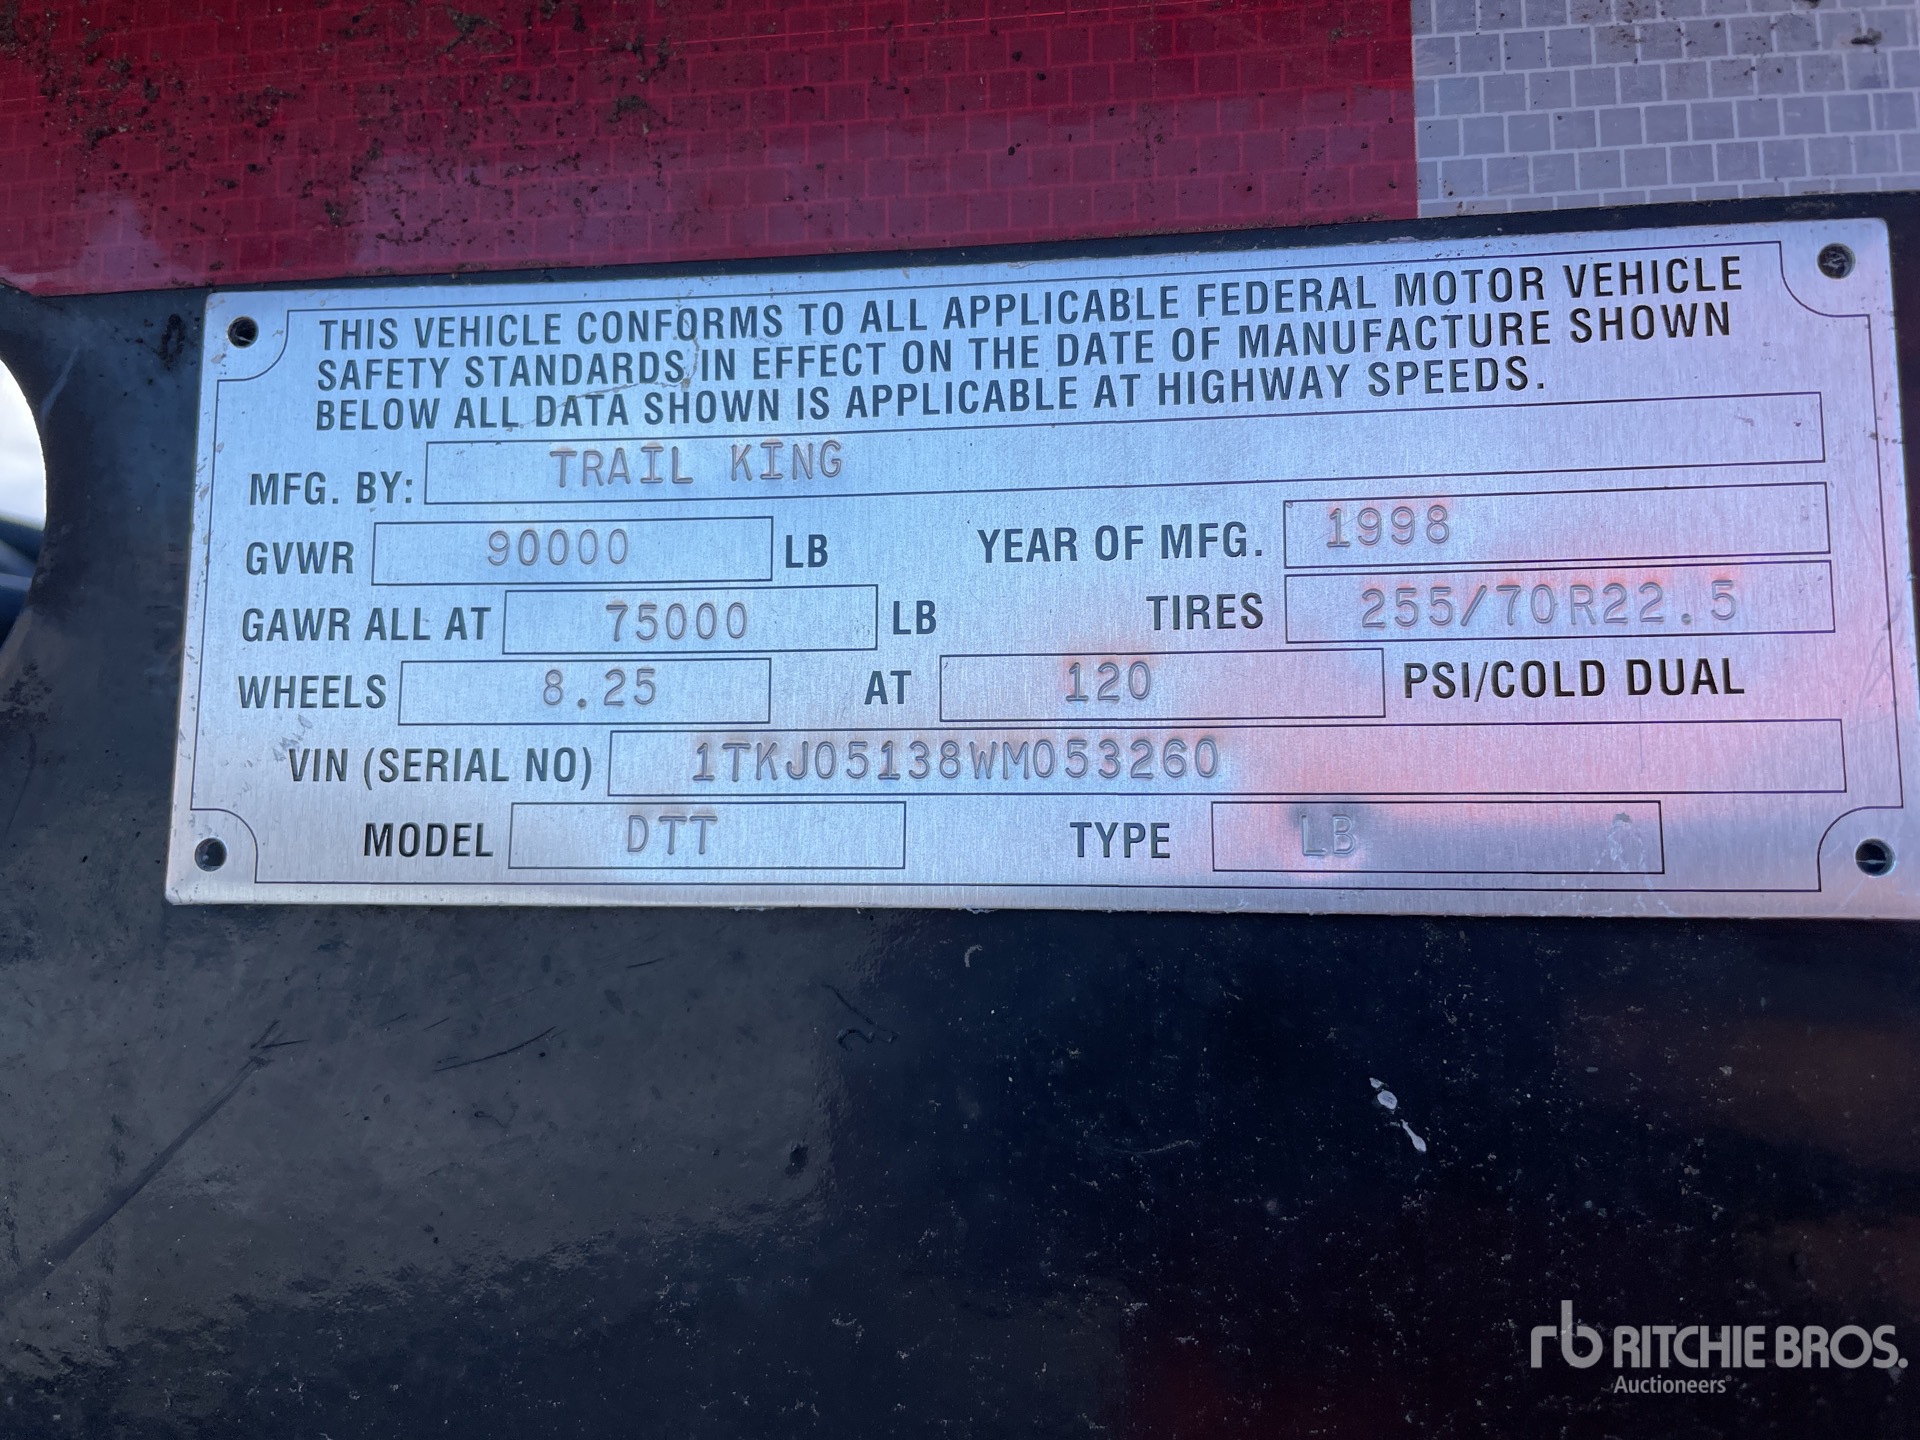 THIS VEHICLE CONFORMS TO ALL APPLICABLE FEDERAL MOTOR VEHICLE
SAFETY STANDARDS IN EFFECT ON THE DATE OF MANUFACTURE SHOWN
BELOW ALL DATA SHOWN IS APPLICABLE AT HIGHWAY SPEEDS.
MFG. BY: TRAIL KING
GVWR 90000 LB YEAR OF MFG. 1998
GAWR ALL AT 75000 LB TIRES 255/70R22.5
WHEELS 8.25 AT 120 PSI/COLD DUAL
VIN (SERIAL NO) 1TKJ05138WM053260
MODEL DTT TYPE LB
rb RITCHIE BROS.
Auctioneers